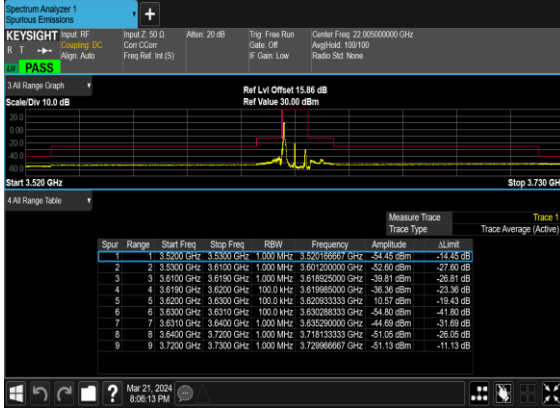 Spectrum Analyzer 1
Spurious Emissions
+
KEYSIGHT Input: RF Input Z: 50 Ω Atten: 20 dB Trig: Free Run Center Freq: 22.005000000 GHz
R T Coupling: DC Corr CCorr Gate: Off Avg|Hold: 100/100
Align: Auto Freq Ref: Int (S) IF Gain: Low Radio Std: None
PASS
3 All Range Graph
Ref Lvl Offset 15.86 dB
Scale/Div 10.0 dB Ref Value 30.00 dBm
20.0
0.00
-20.0
-40.0
-60.0
Start 3.520 GHz Stop 3.730 GH
4 All Range Table
Measure Trace Trace 1
Trace Type Trace Average (Active)
Spur Range Start Freq Stop Freq RBW Frequency Amplitude ΔLimit
1 1 3.5200 GHz 3.5300 GHz 1.000 MHz 3.520166667 GHz -54.45 dBm -14.45 dB
2 2 3.5300 GHz 3.6100 GHz 1.000 MHz 3.601200000 GHz -52.60 dBm -27.60 dB
3 3 3.6100 GHz 3.6190 GHz 1.000 MHz 3.618925000 GHz -39.81 dBm -26.81 dB
4 4 3.6190 GHz 3.6200 GHz 100.0 kHz 3.619985000 GHz -36.36 dBm -23.36 dB
5 5 3.6200 GHz 3.6300 GHz 100.0 kHz 3.620933333 GHz 10.57 dBm -19.43 dB
6 6 3.6300 GHz 3.6310 GHz 100.0 kHz 3.630288333 GHz -54.80 dBm -41.80 dB
7 7 3.6310 GHz 3.6400 GHz 1.000 MHz 3.635290000 GHz -44.69 dBm -31.69 dB
8 8 3.6400 GHz 3.7200 GHz 1.000 MHz 3.718133333 GHz -51.05 dBm -26.05 dB
9 9 3.7200 GHz 3.7300 GHz 1.000 MHz 3.729966667 GHz -51.13 dBm -11.13 dB
? Mar 21, 2024
8:06:13 PM